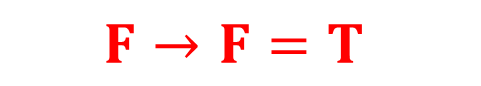 F → F = T